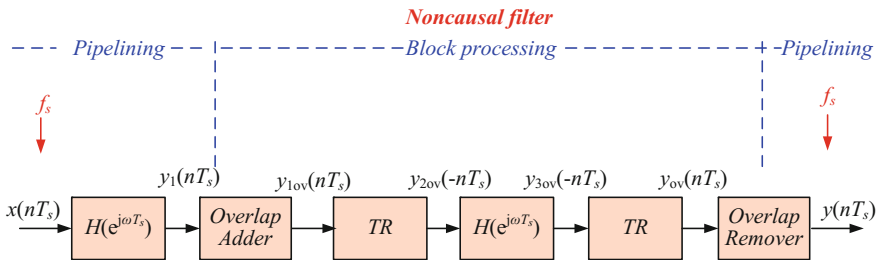 Noncausal filter
Pipelining
Block processing
Pipelining
f_s
f_s
x(nT_s)
y_1(nT_s)
y_1ov(nT_s)
y_2ov(-nT_s)
y_3ov(-nT_s)
y_ov(nT_s)
y(nT_s)
H(e^jωT_s)
Overlap
Adder
TR
H(e^jωT_s)
TR
Overlap
Remover